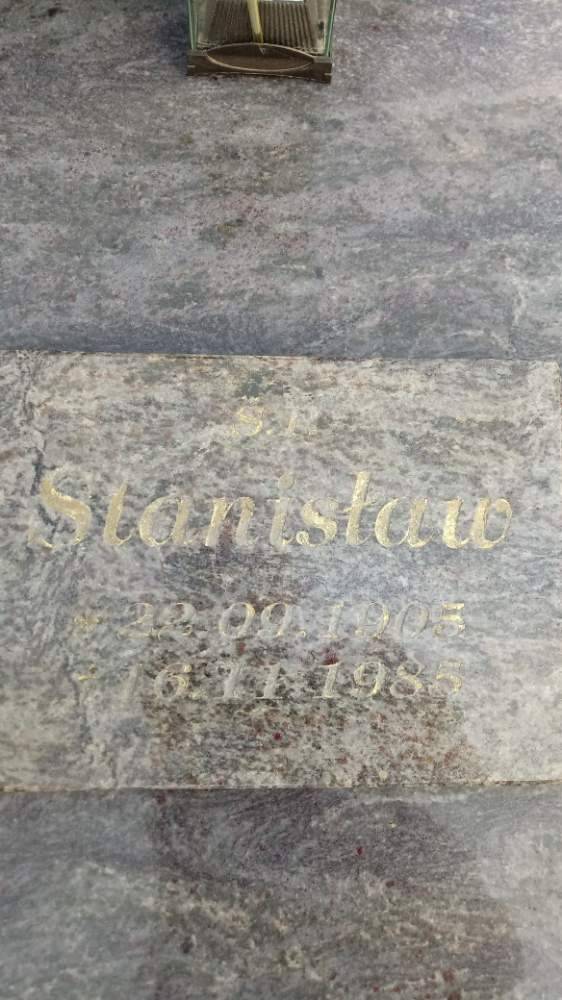 Ś.P.
Stanisław
* 22.09.1905
† 16.11.1985